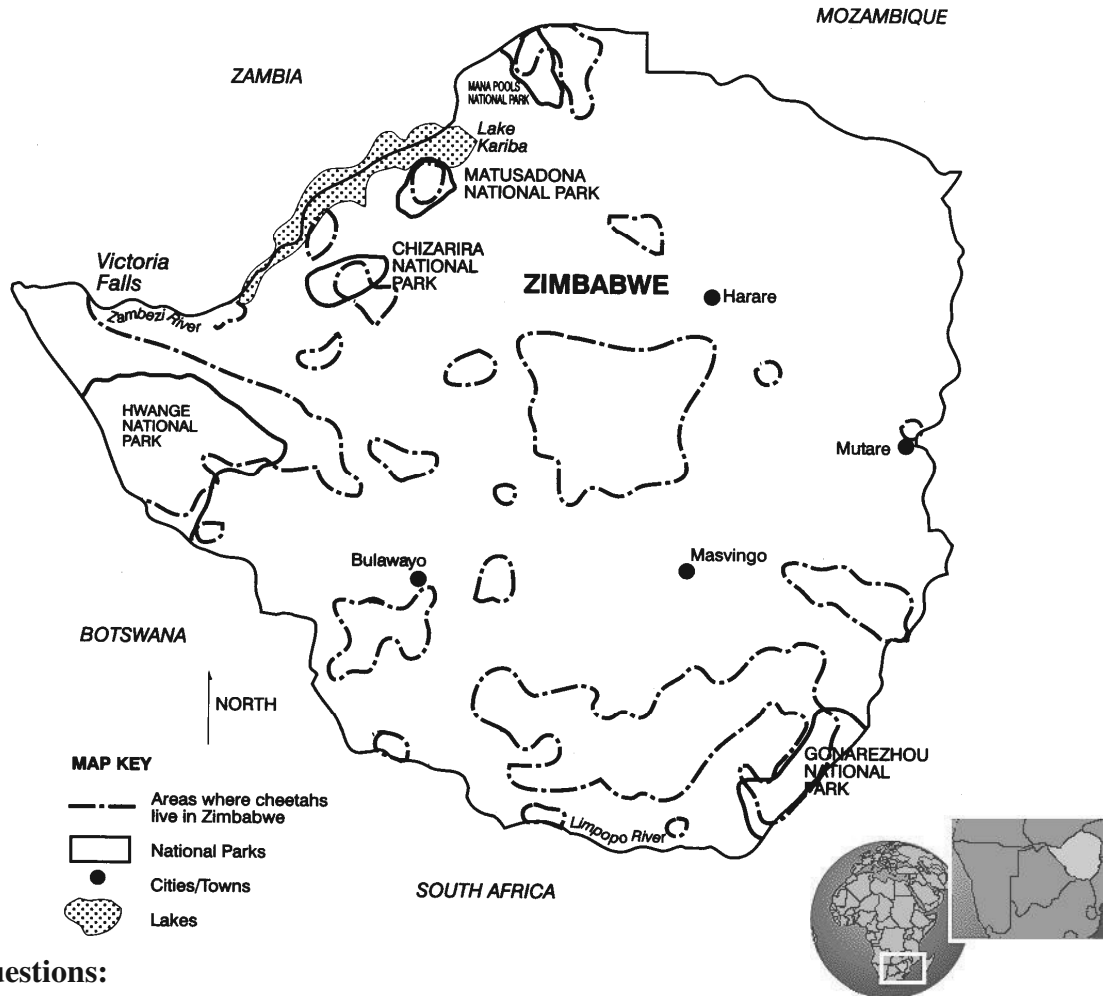 MOZAMBIQUE
ZAMBIA
MANA POOLS
NATIONAL PARK
Lake
Kariba
MATUSADONA
NATIONAL PARK
CHIZARIRA
NATIONAL
PARK
Victoria
Falls
ZIMBABWE
Harare
Zambezi River
HWANGE
NATIONAL
PARK
Mutare
Bulawayo
Masvingo
BOTSWANA
NORTH
GONAREZHOU
NATIONAL
PARK
MAP KEY
Areas where cheetahs
live in Zimbabwe
National Parks
Cities/Towns
Lakes
Limpopo River
SOUTH AFRICA
uestions: